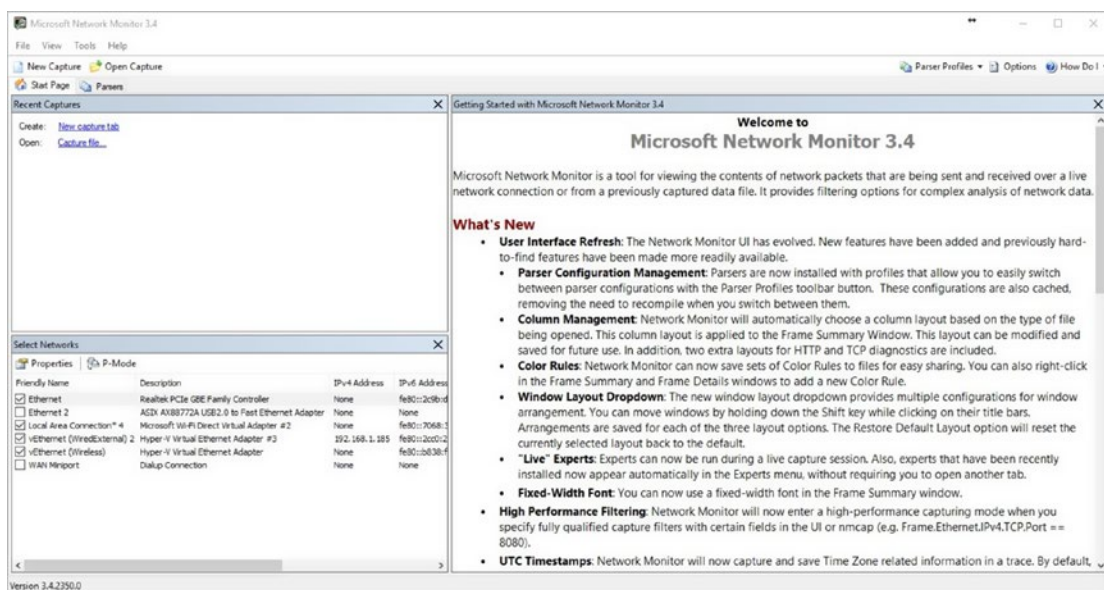 Microsoft Network Monitor 3.4
File View Tools Help
New Capture Open Capture
Parser Profiles Options How Do I
Start Page Parsers
Recent Captures
Create: New capture tab
Open: Capture file...
Select Networks
Properties P-Mode
Friendly Name Description IPv4 Address IPv6 Address
Ethernet Realtek PCIe GBE Family Controller None fe80::2c9b:d
Ethernet 2 ASIX AX88772A USB2.0 to Fast Ethernet Adapter None None
Local Area Connection* 4 Microsoft Wi-Fi Direct Virtual Adapter #2 None fe80::7068:
vEthernet (WiredExternal) 2 Hyper-V Virtual Ethernet Adapter #3 192.168.1.185 fe80::2cc0:2
vEthernet (Wireless) Hyper-V Virtual Ethernet Adapter None fe80::b838:f
WAN Miniport Dialup Connection None None
Getting Started with Microsoft Network Monitor 3.4
Welcome to
Microsoft Network Monitor 3.4
Microsoft Network Monitor is a tool for viewing the contents of network packets that are being sent and received over a live
network connection or from a previously captured data file. It provides filtering options for complex analysis of network data.
What's New
• User Interface Refresh: The Network Monitor UI has evolved. New features have been added and previously hard-
to-find features have been made more readily available.
• Parser Configuration Management: Parsers are now installed with profiles that allow you to easily switch
between parser configurations with the Parser Profiles toolbar button. These configurations are also cached,
removing the need to recompile when you switch between them.
• Column Management: Network Monitor will automatically choose a column layout based on the type of file
being opened. This column layout is applied to the Frame Summary Window. This layout can be modified and
saved for future use. In addition, two extra layouts for HTTP and TCP diagnostics are included.
• Color Rules: Network Monitor can now save sets of Color Rules to files for easy sharing. You can also right-click
in the Frame Summary and Frame Details windows to add a new Color Rule.
• Window Layout Dropdown: The new window layout dropdown provides multiple configurations for window
arrangement. You can move windows by holding down the Shift key while clicking on their title bars.
Arrangements are saved for each of the three layout options. The Restore Default Layout option will reset the
currently selected layout back to the default.
• "Live" Experts: Experts can now be run during a live capture session. Also, experts that have been recently
installed now appear automatically in the Experts menu, without requiring you to open another tab.
• Fixed-Width Font: You can now use a fixed-width font in the Frame Summary window.
• High Performance Filtering: Network Monitor will now enter a high-performance capturing mode when you
specify fully qualified capture filters with certain fields in the UI or nmcap (e.g. Frame.Ethernet.IPv4.TCP.Port ==
8080).
• UTC Timestamps: Network Monitor will now capture and save Time Zone related information in a trace. By default,
Version 3.4.2350.0